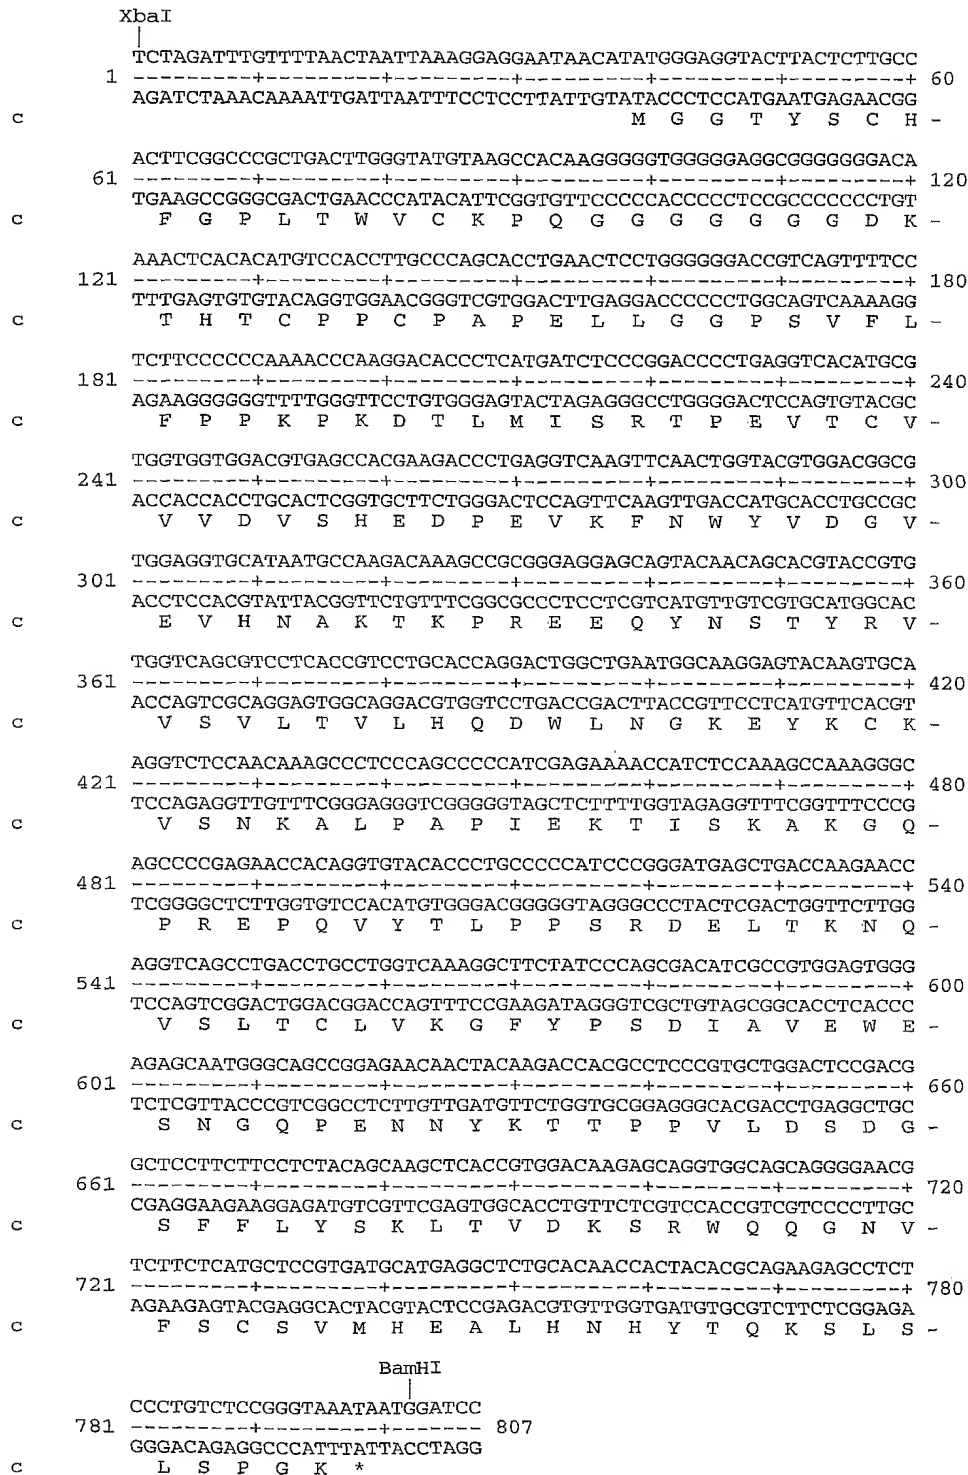 XbaI
|
TCTAGATTTGTTTTAACTAATTAAAGGAGGAATAACATATGGGAGGTACTTACTCTTGCC
1 ---------+---------+---------+---------+---------+---------+ 60
AGATCTAAACAAAATTGATTAATTTCCTCCTTATTGTATACCCTCCATGAATGAGAACGG
c M G G T Y S C H -
ACTTCGGCCCGCTGACTTGGGTATGTAAGCCACAAGGGGGTGGGGGAGGCGGGGGGGACA
61 ---------+---------+---------+---------+---------+---------+ 120
TGAAGCCGGGCGACTGAACCCATACATTCGGTGTTCCCCCACCCCCTCCGCCCCCCCTGT
c F G P L T W V C K P Q G G G G G G G D K -
AAACTCACACATGTCCACCTTGCCCAGCACCTGAACTCCTGGGGGGACCGTCAGTTTTCC
121 ---------+---------+---------+---------+---------+---------+ 180
TTTGAGTGTGTACAGGTGGAACGGGTCGTGGACTTGAGGACCCCCCTGGCAGTCAAAAGG
c T H T C P P C P A P E L L G G P S V F L -
TCTTCCCCCCAAAACCCAAGGACACCCTCATGATCTCCCGGACCCCTGAGGTCACATGCG
181 ---------+---------+---------+---------+---------+---------+ 240
AGAAGGGGGGTTTTGGGTTCCTGTGGGAGTACTAGAGGGCCTGGGGACTCCAGTGTACGC
c F P P K P K D T L M I S R T P E V T C V -
TGGTGGTGGACGTGAGCCACGAAGACCCTGAGGTCAAGTTCAACTGGTACGTGGACGGCG
241 ---------+---------+---------+---------+---------+---------+ 300
ACCACCACCTGCACTCGGTGCTTCTGGGACTCCAGTTCAAGTTGACCATGCACCTGCCGC
c V V D V S H E D P E V K F N W Y V D G V -
TGGAGGTGCATAATGCCAAGACAAAGCCGCGGGAGGAGCAGTACAACAGCACGTACCGTG
301 ---------+---------+---------+---------+---------+---------+ 360
ACCTCCACGTATTACGGTTCTGTTTCGGCGCCCTCCTCGTCATGTTGTCGTGCATGGCAC
c E V H N A K T K P R E E Q Y N S T Y R V -
TGGTCAGCGTCCTCACCGTCCTGCACCAGGACTGGCTGAATGGCAAGGAGTACAAGTGCA
361 ---------+---------+---------+---------+---------+---------+ 420
ACCAGTCGCAGGAGTGGCAGGACGTGGTCCTGACCGACTTACCGTTCCTCATGTTCACGT
c V S V L T V L H Q D W L N G K E Y K C K -
AGGTCTCCAACAAAGCCCTCCCAGCCCCCATCGAGAAAACCATCTCCAAAGCCAAAGGGC
421 ---------+---------+---------+---------+---------+---------+ 480
TCCAGAGGTTGTTTCGGGAGGGTCGGGGGTAGCTCTTTTGGTAGAGGTTTCGGTTTCCCG
c V S N K A L P A P I E K T I S K A K G Q -
AGCCCCGAGAACCACAGGTGTACACCCTGCCCCCATCCCGGGATGAGCTGACCAAGAACC
481 ---------+---------+---------+---------+---------+---------+ 540
TCGGGGCTCTTGGTGTCCACATGTGGGACGGGGGTAGGGCCCTACTCGACTGGTTCTTGG
c P R E P Q V Y T L P P S R D E L T K N Q -
AGGTCAGCCTGACCTGCCTGGTCAAAGGCTTCTATCCCAGCGACATCGCCGTGGAGTGGG
541 ---------+---------+---------+---------+---------+---------+ 600
TCCAGTCGGACTGGACGGACCAGTTTCCGAAGATAGGGTCGCTGTAGCGGCACCTCACCC
c V S L T C L V K G F Y P S D I A V E W E -
AGAGCAATGGGCAGCCGGAGAACAACTACAAGACCACGCCTCCCGTGCTGGACTCCGACG
601 ---------+---------+---------+---------+---------+---------+ 660
TCTCGTTACCCGTCGGCCTCTTGTTGATGTTCTGGTGCGGAGGGCACGACCTGAGGCTGC
c S N G Q P E N N Y K T T P P V L D S D G -
GCTCCTTCTTCCTCTACAGCAAGCTCACCGTGGACAAGAGCAGGTGGCAGCAGGGGAACG
661 ---------+---------+---------+---------+---------+---------+ 720
CGAGGAAGAAGGAGATGTCGTTCGAGTGGCACCTGTTCTCGTCCACCGTCGTCCCCTTGC
c S F F L Y S K L T V D K S R W Q Q G N V -
TCTTCTCATGCTCCGTGATGCATGAGGCTCTGCACAACCACTACACGCAGAAGAGCCTCT
721 ---------+---------+---------+---------+---------+---------+ 780
AGAAGAGTACGAGGCACTACGTACTCCGAGACGTGTTGGTGATGTGCGTCTTCTCGGAGA
c F S C S V M H E A L H N H Y T Q K S L S -
BamHI
|
CCCTGTCTCCGGGTAAATAATGGATCC
781 ---------+---------+------- 807
GGGACAGAGGCCCATTTATTACCTAGG
c L S P G K *